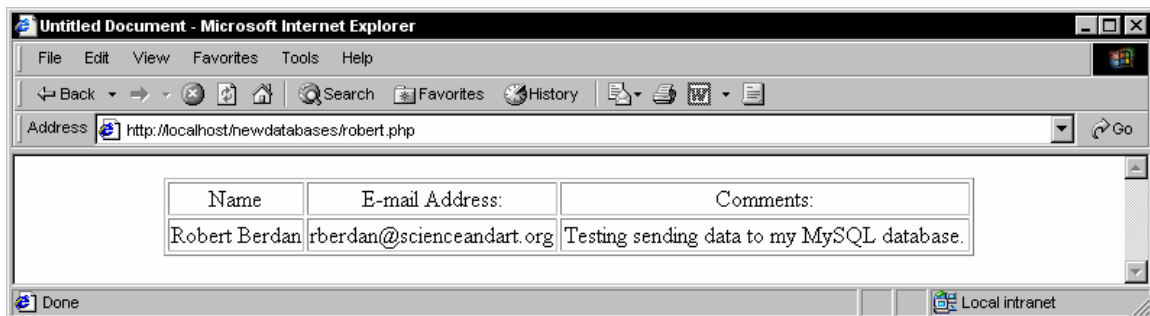 Untitled Document - Microsoft Internet Explorer
File Edit View Favorites Tools Help
Back Search Favorites History
Address http://localhost/newdatabases/robert.php Go
Name E-mail Address: Comments:
Robert Berdan rberdan@scienceandart.org Testing sending data to my MySQL database.
Done Local intranet